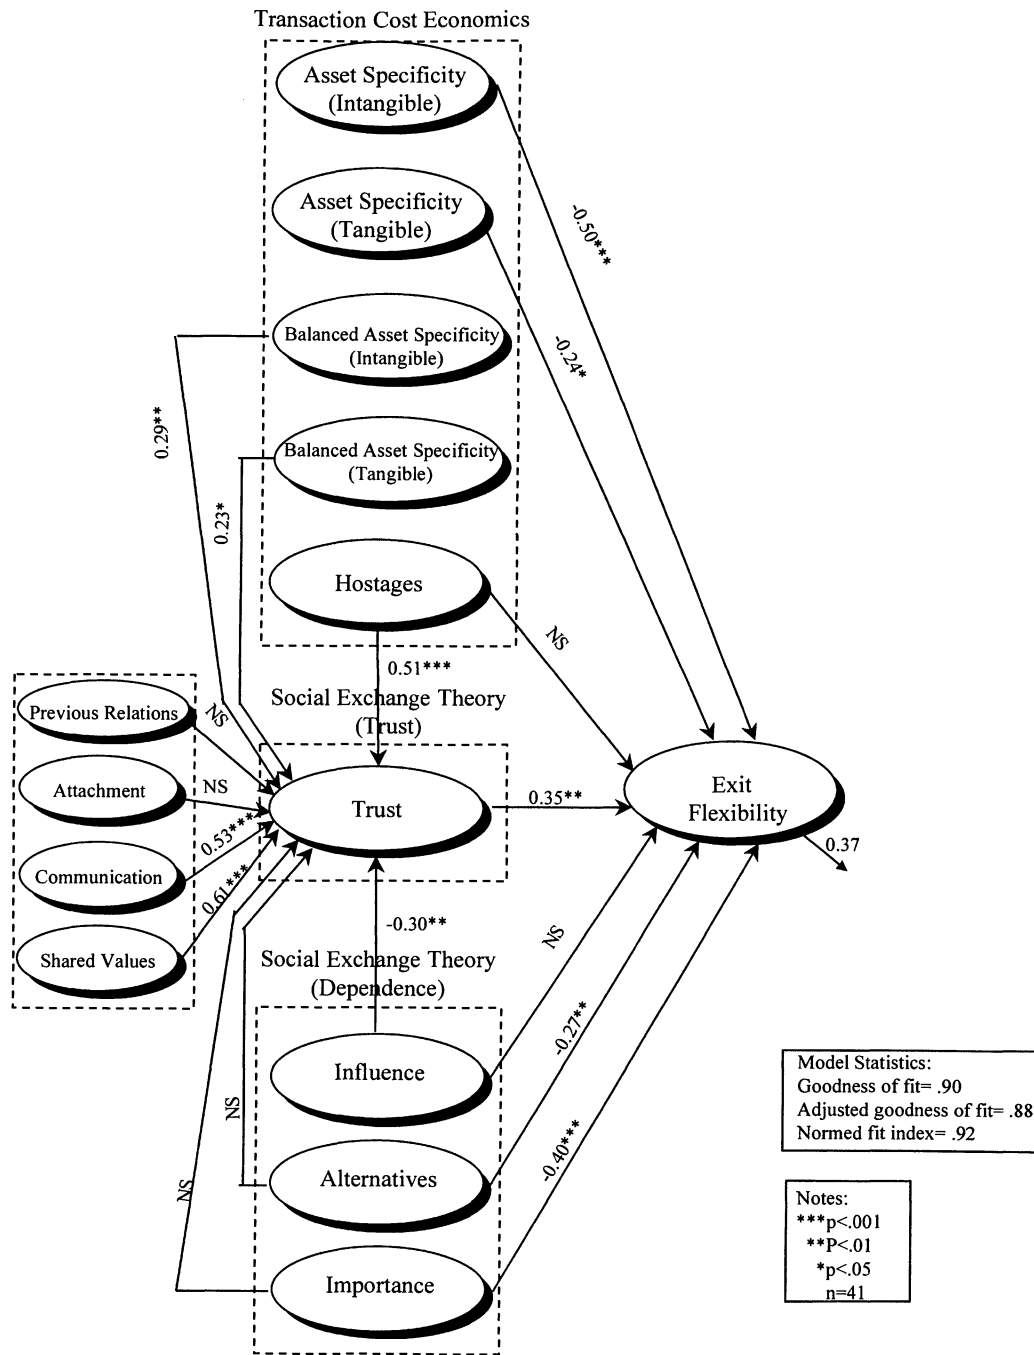 Transaction Cost Economics
Asset Specificity
(Intangible)
Asset Specificity
(Tangible)
-0.50***
Balanced Asset Specificity
(Intangible)
-0.24*
0.29**
Balanced Asset Specificity
(Tangible)
0.23*
Hostages
NS
0.51***
Social Exchange Theory
(Trust)
Previous Relations
NS
Attachment
NS
Trust
0.35**
Exit
Flexibility
0.37
0.53***
Communication
0.61***
Shared Values
-0.30**
Social Exchange Theory
(Dependence)
NS
Influence
-0.27**
NS
Alternatives
-0.40***
NS
Importance
Model Statistics:
Goodness of fit= .90
Adjusted goodness of fit= .88
Normed fit index= .92
Notes:
***p<.001
**P<.01
*p<.05
n=41